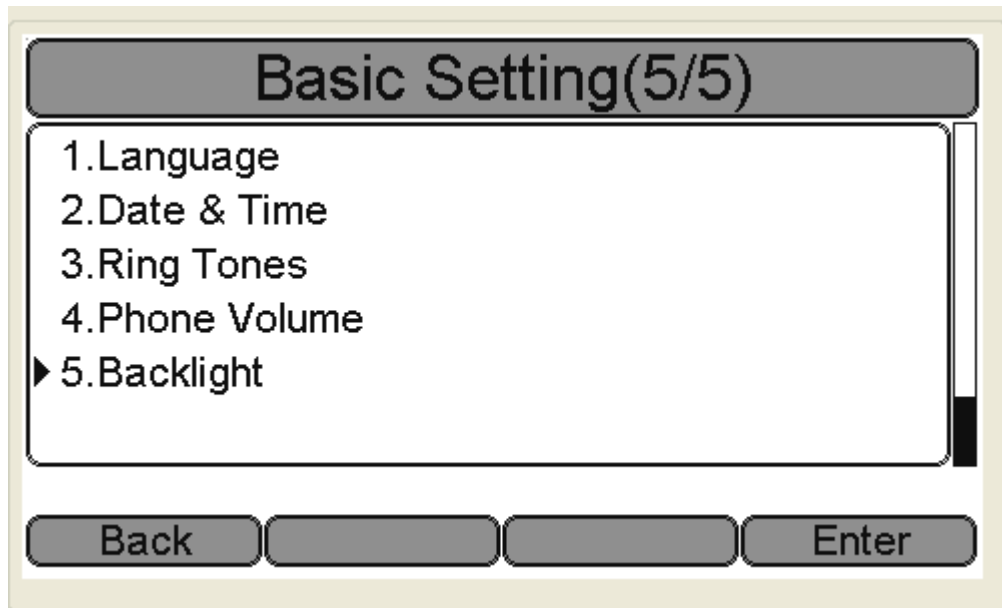 Basic Setting(5/5)
1.Language
2.Date & Time
3.Ring Tones
4.Phone Volume
5.Backlight
Back Enter